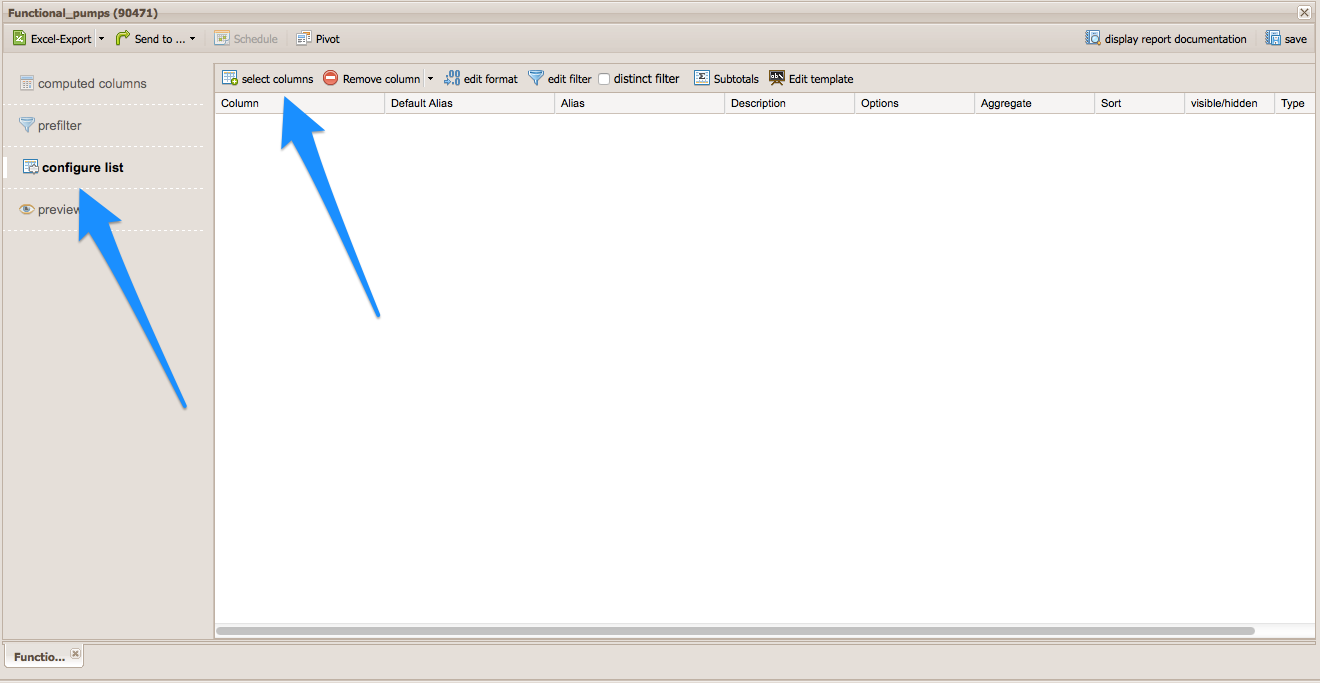 Functional_pumps (90471)
Excel-Export Send to ... Schedule Pivot display report documentation save
computed columns
prefilter
configure list
preview
select columns Remove column edit format edit filter distinct filter Subtotals Edit template
Column Default Alias Alias Description Options Aggregate Sort visible/hidden Type
Functio...